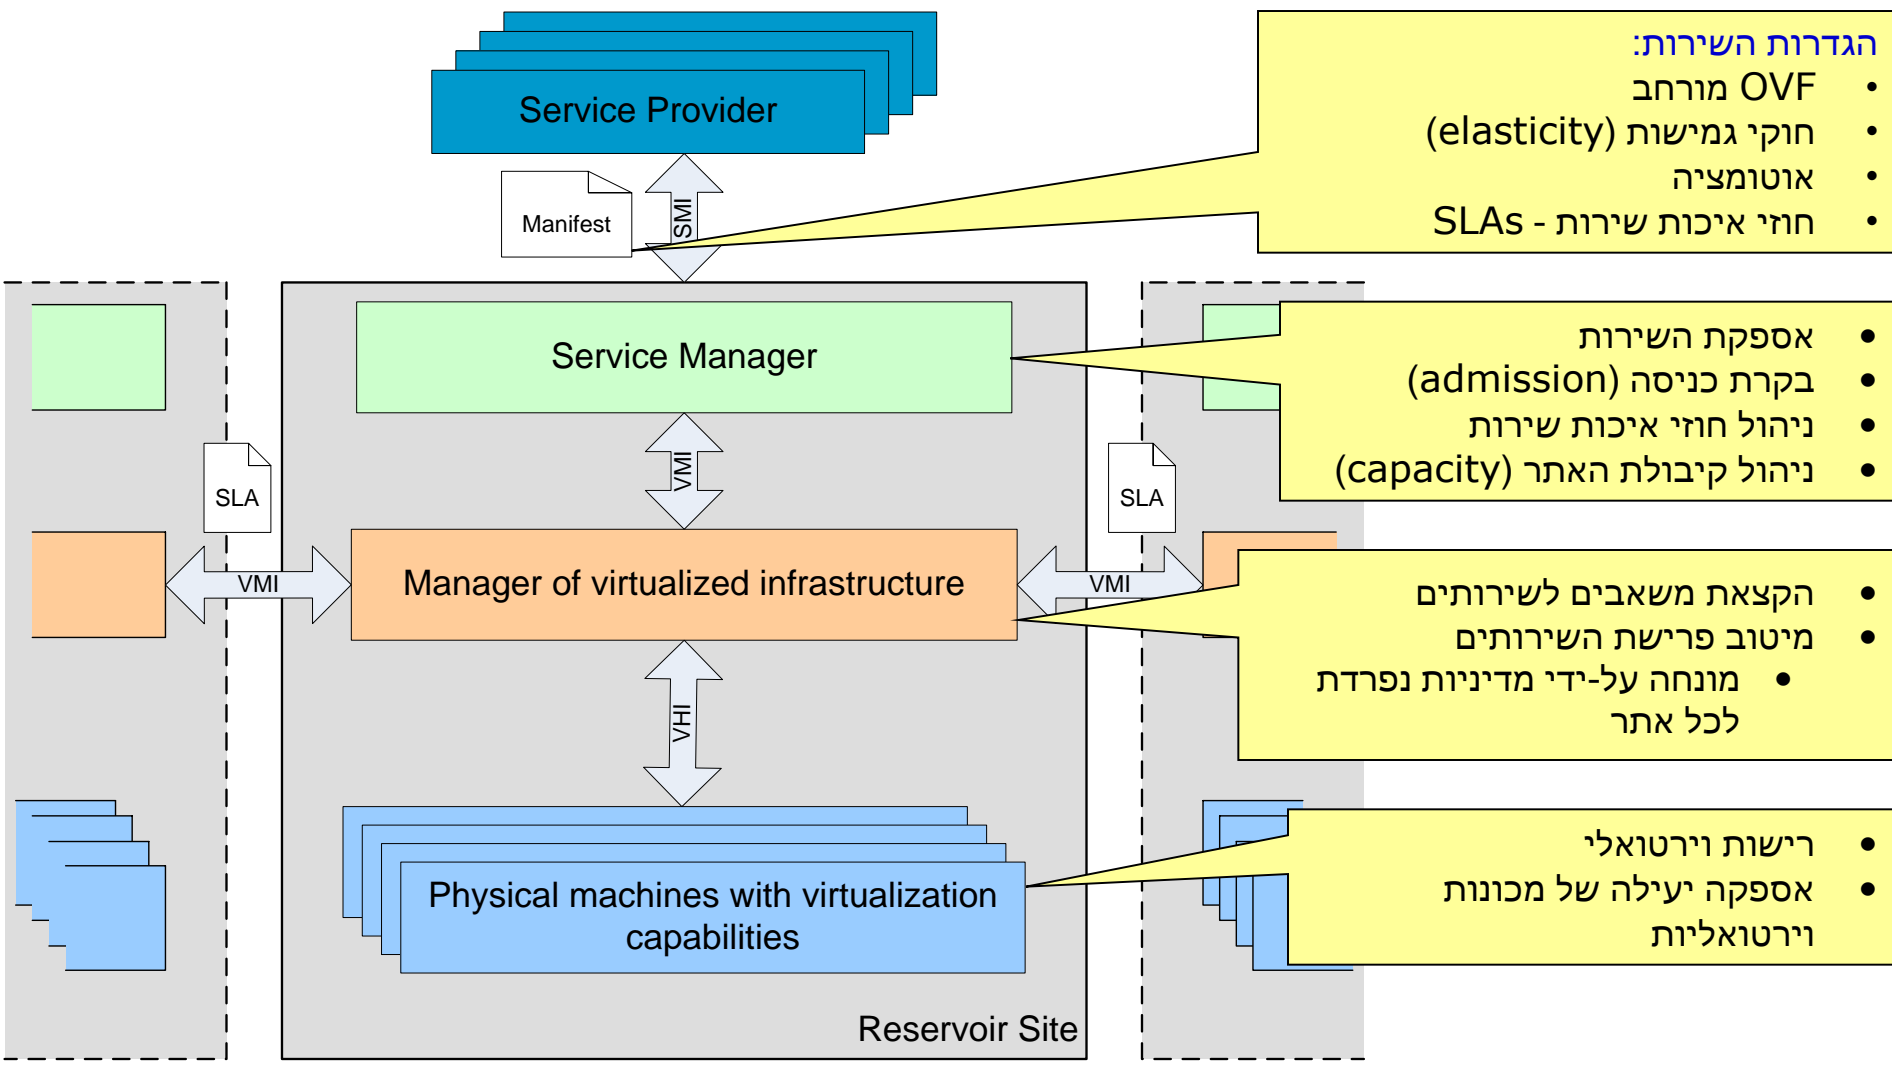 Service Provider
Manifest
SMI
הגדרות השירות:
• OVF מורחב
• חוקי גמישות (elasticity)
• אוטומציה
• חוזי איכות שירות - SLAs
Service Manager
• אספקת השירות
• בקרת כניסה (admission)
• ניהול חוזי איכות שירות
• ניהול קיבולת האתר (capacity)
VMI
SLA
SLA
VMI
Manager of virtualized infrastructure
VMI
• הקצאת משאבים לשירותים
• מיטוב פרישת השירותים
• מונחה על-ידי מדיניות נפרדת
לכל אתר
VHI
Physical machines with virtualization
capabilities
• רישות וירטואלי
• אספקה יעילה של מכונות
וירטואליות
Reservoir Site